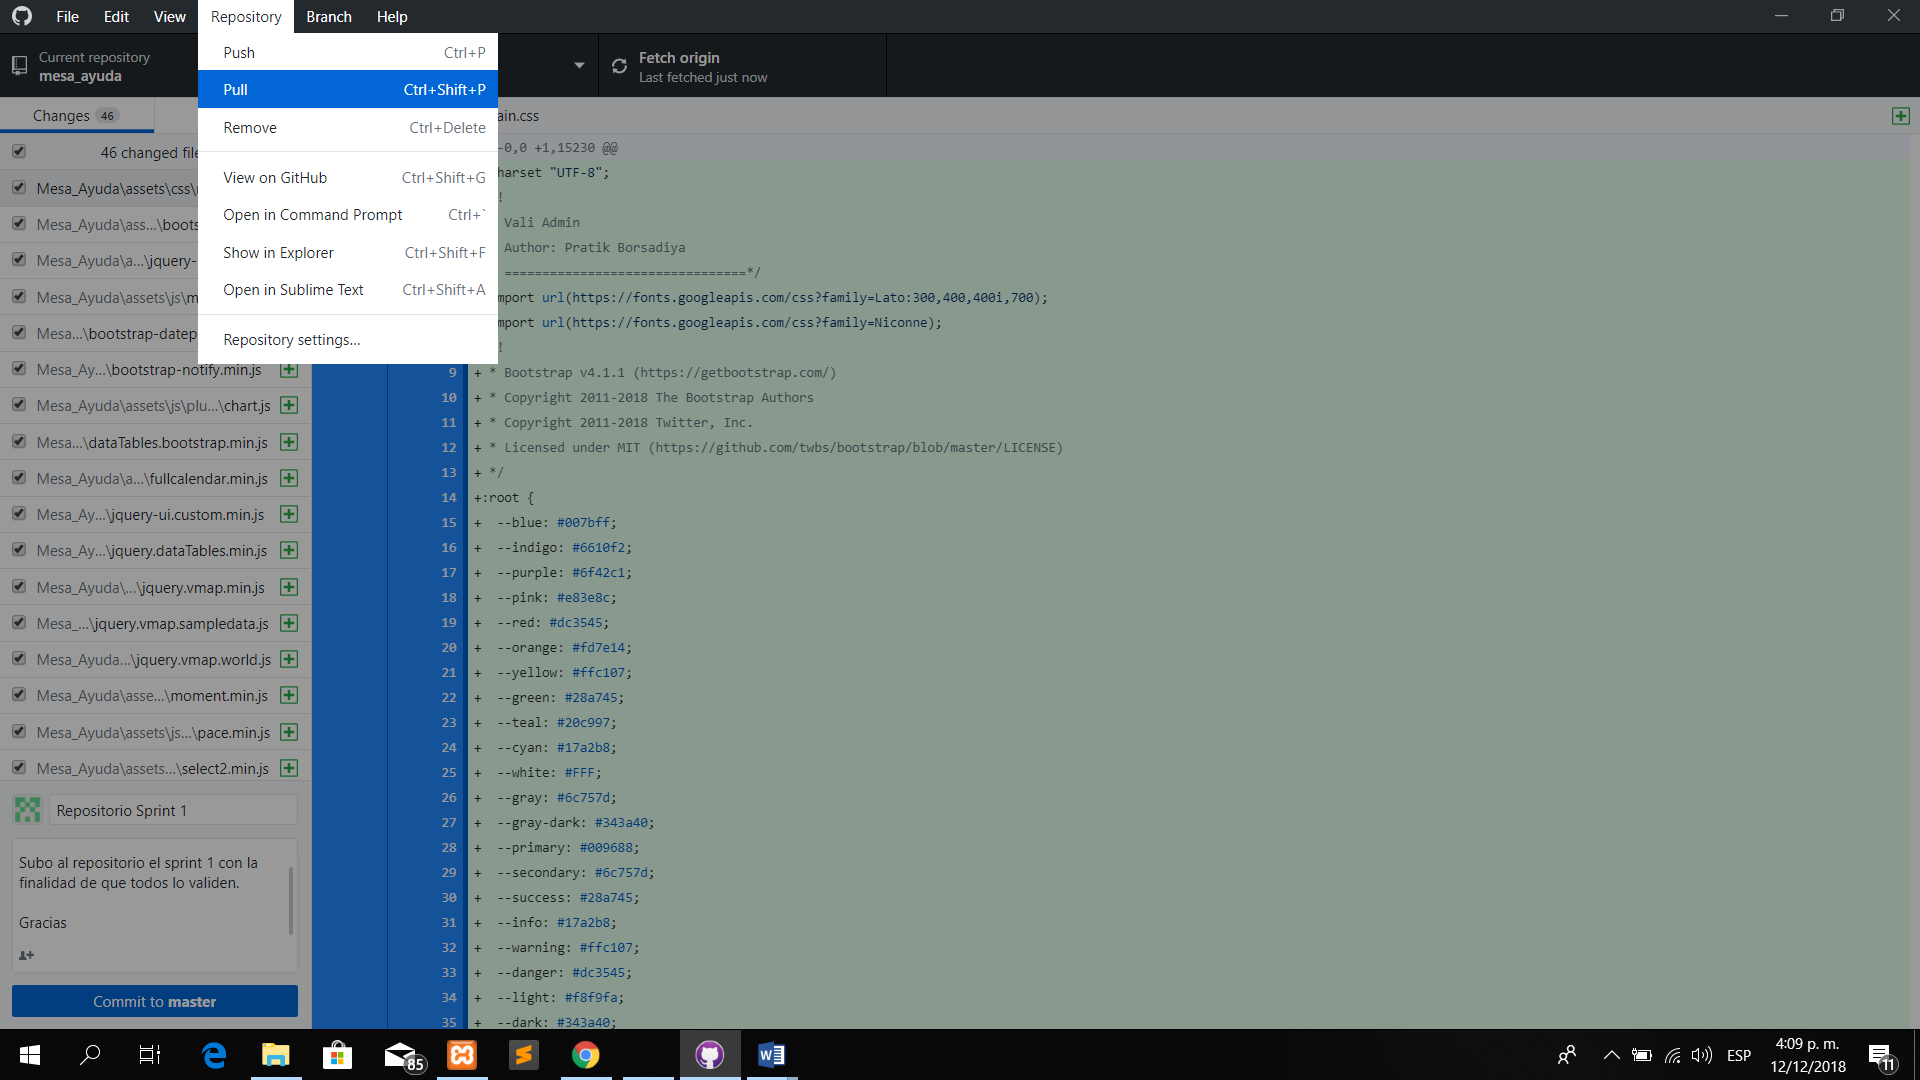 File Edit View Repository Branch Help
Current repository
mesa_ayuda
Fetch origin
Last fetched just now
Push Ctrl+P
Pull Ctrl+Shift+P
Remove Ctrl+Delete
View on GitHub Ctrl+Shift+G
Open in Command Prompt Ctrl+`
Show in Explorer Ctrl+Shift+F
Open in Sublime Text Ctrl+Shift+A
Repository settings...
Changes 46
46 changed file
Mesa_Ayuda\assets\css\
Mesa_Ayuda\ass...\boots
Mesa_Ayuda\a...\jquery-
Mesa_Ayuda\assets\js\m
Mesa...\bootstrap-datep
Mesa_Ay...\bootstrap-notify.min.js
Mesa_Ayuda\assets\js\plu...\chart.js
Mesa...\dataTables.bootstrap.min.js
Mesa_Ayuda\a...\fullcalendar.min.js
Mesa_Ay...\jquery-ui.custom.min.js
Mesa_Ay...\jquery.dataTables.min.js
Mesa_Ayuda\...\jquery.vmap.min.js
Mesa_...\jquery.vmap.sampledata.js
Mesa_Ayuda...\jquery.vmap.world.js
Mesa_Ayuda\asse...\moment.min.js
Mesa_Ayuda\assets\js...\pace.min.js
Mesa_Ayuda\assets...\select2.min.js
Repositorio Sprint 1
Subo al repositorio el sprint 1 con la
finalidad de que todos lo validen.
Gracias
Commit to master
ain.css
-0,0 +1,15230 @@
harset "UTF-8";
!
Vali Admin
Author: Pratik Borsadiya
================================*/
mport url(https://fonts.googleapis.com/css?family=Lato:300,400,400i,700);
mport url(https://fonts.googleapis.com/css?family=Niconne);
!
9 + * Bootstrap v4.1.1 (https://getbootstrap.com/)
10 + * Copyright 2011-2018 The Bootstrap Authors
11 + * Copyright 2011-2018 Twitter, Inc.
12 + * Licensed under MIT (https://github.com/twbs/bootstrap/blob/master/LICENSE)
13 + */
14 +:root {
15 + --blue: #007bff;
16 + --indigo: #6610f2;
17 + --purple: #6f42c1;
18 + --pink: #e83e8c;
19 + --red: #dc3545;
20 + --orange: #fd7e14;
21 + --yellow: #ffc107;
22 + --green: #28a745;
23 + --teal: #20c997;
24 + --cyan: #17a2b8;
25 + --white: #FFF;
26 + --gray: #6c757d;
27 + --gray-dark: #343a40;
28 + --primary: #009688;
29 + --secondary: #6c757d;
30 + --success: #28a745;
31 + --info: #17a2b8;
32 + --warning: #ffc107;
33 + --danger: #dc3545;
34 + --light: #f8f9fa;
35 + --dark: #343a40;
85
ESP
4:09 p. m.
12/12/2018
11